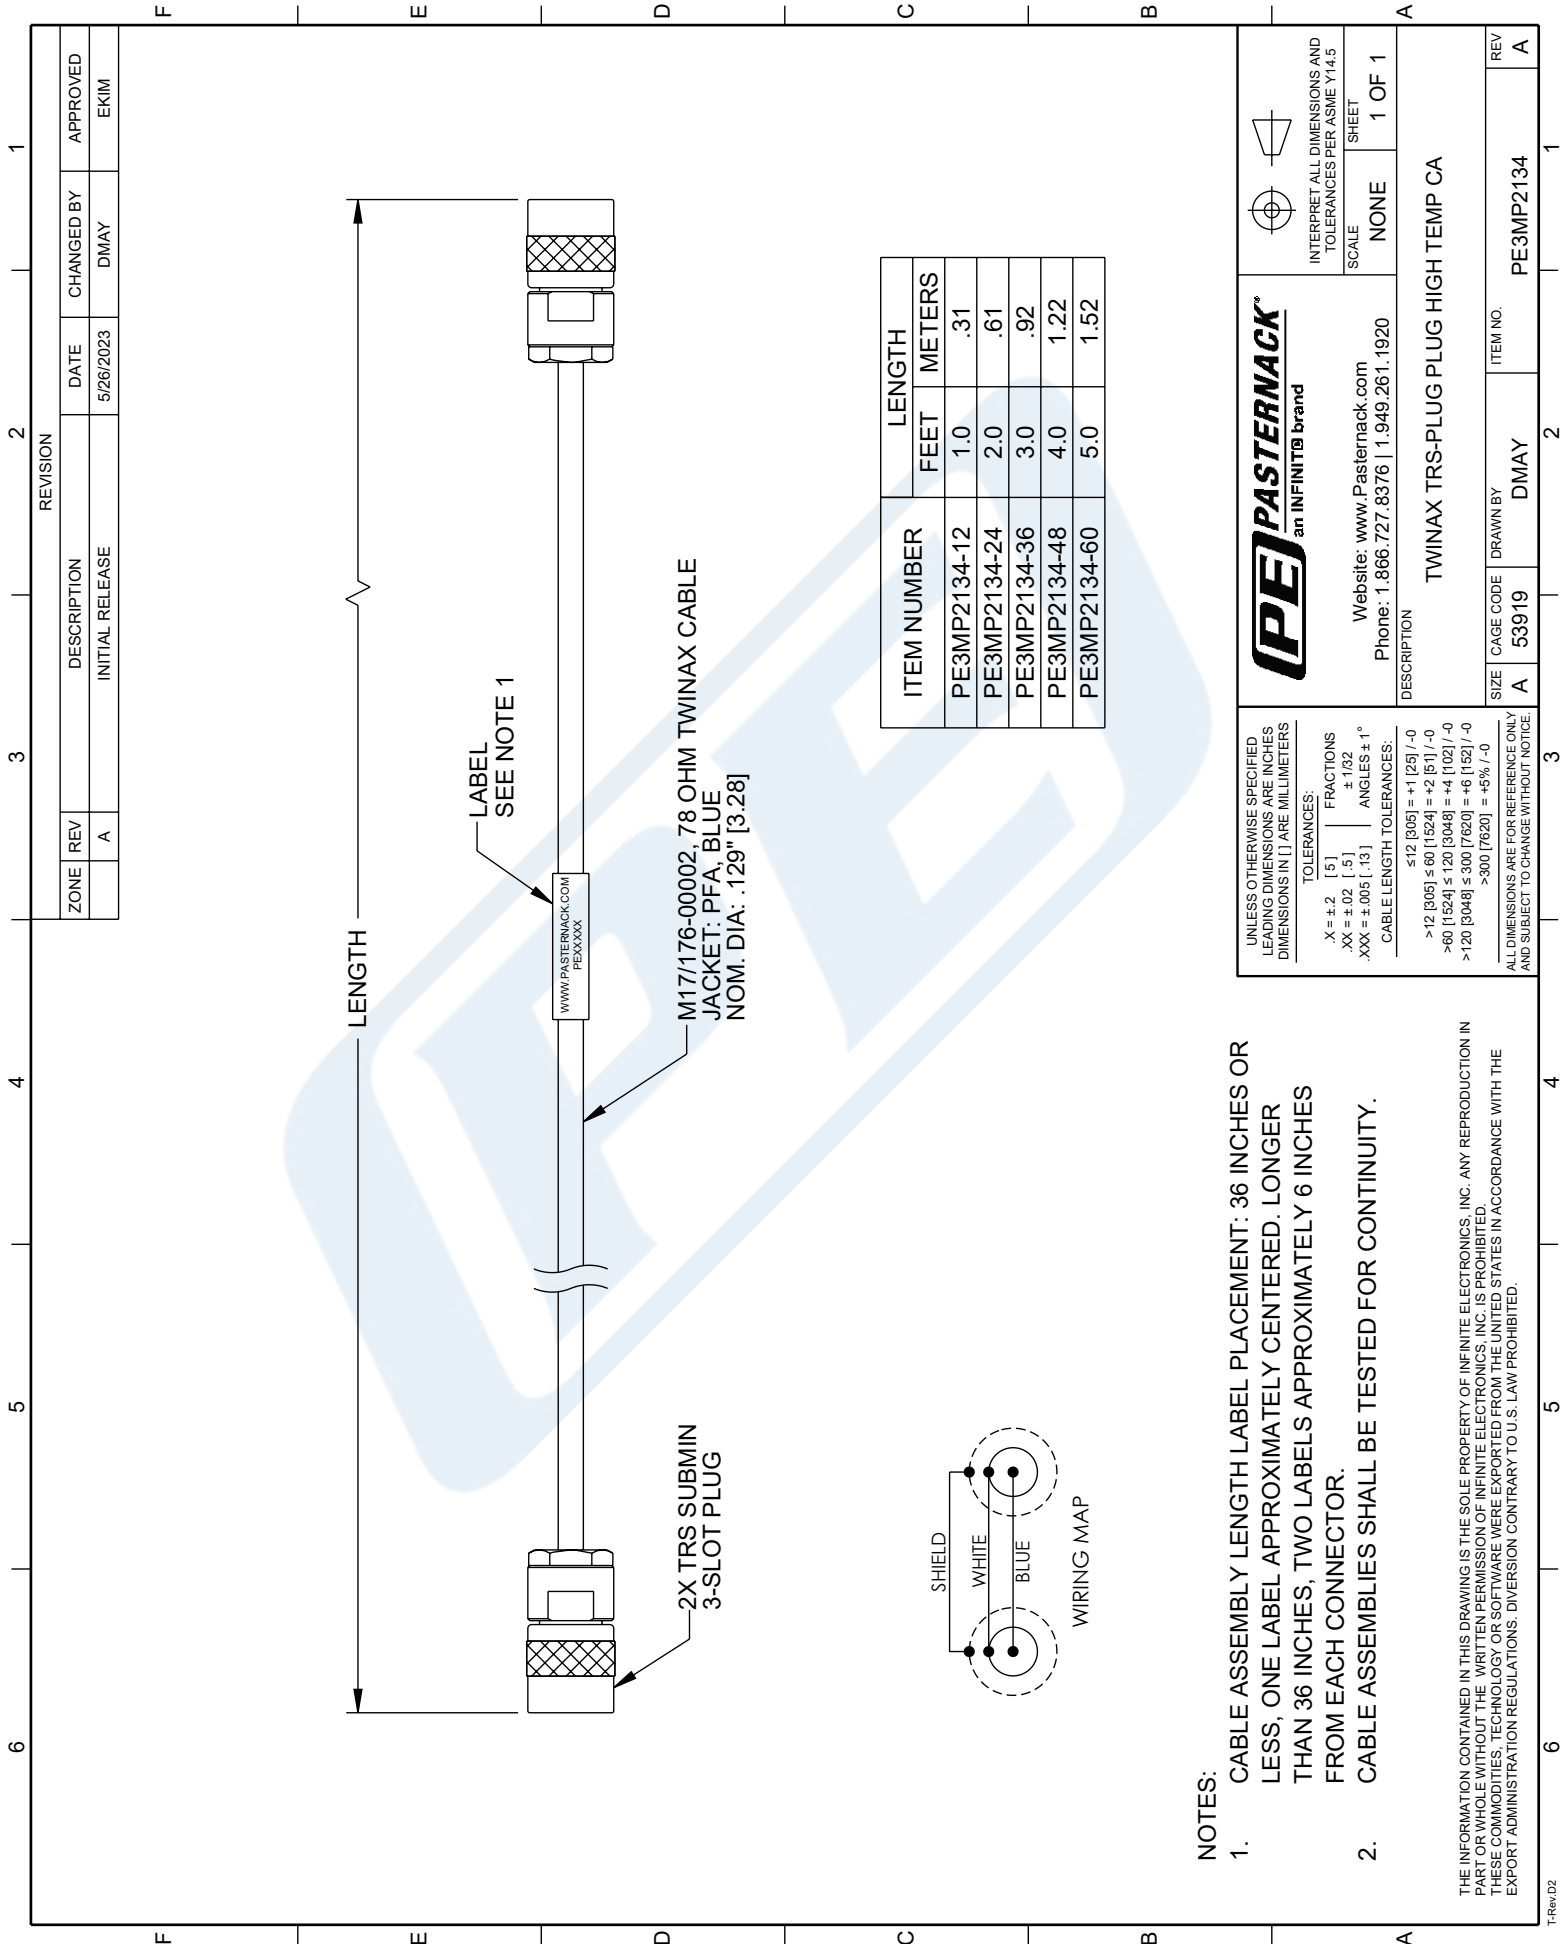 6 5 4 3 2 1
F
E
D
C
B
A
REVISION
ZONE REV DESCRIPTION DATE CHANGED BY APPROVED
A INITIAL RELEASE 5/26/2023 DMAY EKIM
LENGTH
LABEL
SEE NOTE 1
WWW.PASTERNACK.COM
PEXXXXX
2X TRS SUBMIN
3-SLOT PLUG
M17/176-00002, 78 OHM TWINAX CABLE
JACKET: PFA, BLUE
NOM. DIA: .129" [3.28]
SHIELD
WHITE
BLUE
WIRING MAP
ITEM NUMBER LENGTH
FEET METERS
PE3MP2134-12 1.0 .31
PE3MP2134-24 2.0 .61
PE3MP2134-36 3.0 .92
PE3MP2134-48 4.0 1.22
PE3MP2134-60 5.0 1.52
NOTES:
1. CABLE ASSEMBLY LENGTH LABEL PLACEMENT: 36 INCHES OR
LESS, ONE LABEL APPROXIMATELY CENTERED. LONGER
THAN 36 INCHES, TWO LABELS APPROXIMATELY 6 INCHES
FROM EACH CONNECTOR.
2. CABLE ASSEMBLIES SHALL BE TESTED FOR CONTINUITY.
THE INFORMATION CONTAINED IN THIS DRAWING IS THE SOLE PROPERTY OF INFINITE ELECTRONICS, INC. ANY REPRODUCTION IN
PART OR WHOLE WITHOUT THE WRITTEN PERMISSION OF INFINITE ELECTRONICS, INC. IS PROHIBITED.
THESE COMMODITIES, TECHNOLOGY OR SOFTWARE WERE EXPORTED FROM THE UNITED STATES IN ACCORDANCE WITH THE
EXPORT ADMINISTRATION REGULATIONS. DIVERSION CONTRARY TO U.S. LAW PROHIBITED.
UNLESS OTHERWISE SPECIFIED
LEADING DIMENSIONS ARE INCHES
DIMENSIONS IN [ ] ARE MILLIMETERS
TOLERANCES:
.X = ±.2 [5] FRACTIONS
.XX = ±.02 [.5] ± 1/32
.XXX = ±.005 [.13] ANGLES ± 1°
CABLE LENGTH TOLERANCES:
≤12 [305] = +1 [25] / -0
>12 [305] ≤ 60 [1524] = +2 [51] / -0
>60 [1524] ≤ 120 [3048] = +4 [102] / -0
>120 [3048] ≤ 300 [7620] = +6 [152] / -0
>300 [7620] = +5% / -0
ALL DIMENSIONS ARE FOR REFERENCE ONLY
AND SUBJECT TO CHANGE WITHOUT NOTICE.
PE PASTERNACK®
an INFINIT® brand
Website: www.Pasternack.com
Phone: 1.866.727.8376 | 1.949.261.1920
INTERPRET ALL DIMENSIONS AND
TOLERANCES PER ASME Y14.5
SCALE SHEET
NONE 1 OF 1
DESCRIPTION
TWINAX TRS-PLUG PLUG HIGH TEMP CA
SIZE CAGE CODE DRAWN BY ITEM NO. REV
A 53919 DMAY PE3MP2134 A
F
E
D
C
B
A
6 5 4 3 2 1
T-Rev.D2
PE